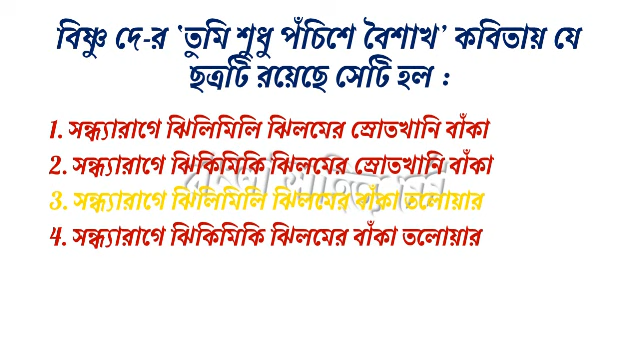 বিষ্ণু দে-র 'তুমি শুধু পঁচিশে বৈশাখ' কবিতায় যে
ছত্রটি রয়েছে সেটি হল :
1. সন্ধ্যারাগে ঝিলিমিলি ঝিলমের স্রোতখানি বাঁকা
2. সন্ধ্যারাগে ঝিকিমিকি ঝিলমের স্রোতখানি বাঁকা
3. সন্ধ্যারাগে ঝিলিমিলি ঝিলমের বাঁকা তলোয়ার
4. সন্ধ্যারাগে ঝিকিমিকি ঝিলমের বাঁকা তলোয়ার